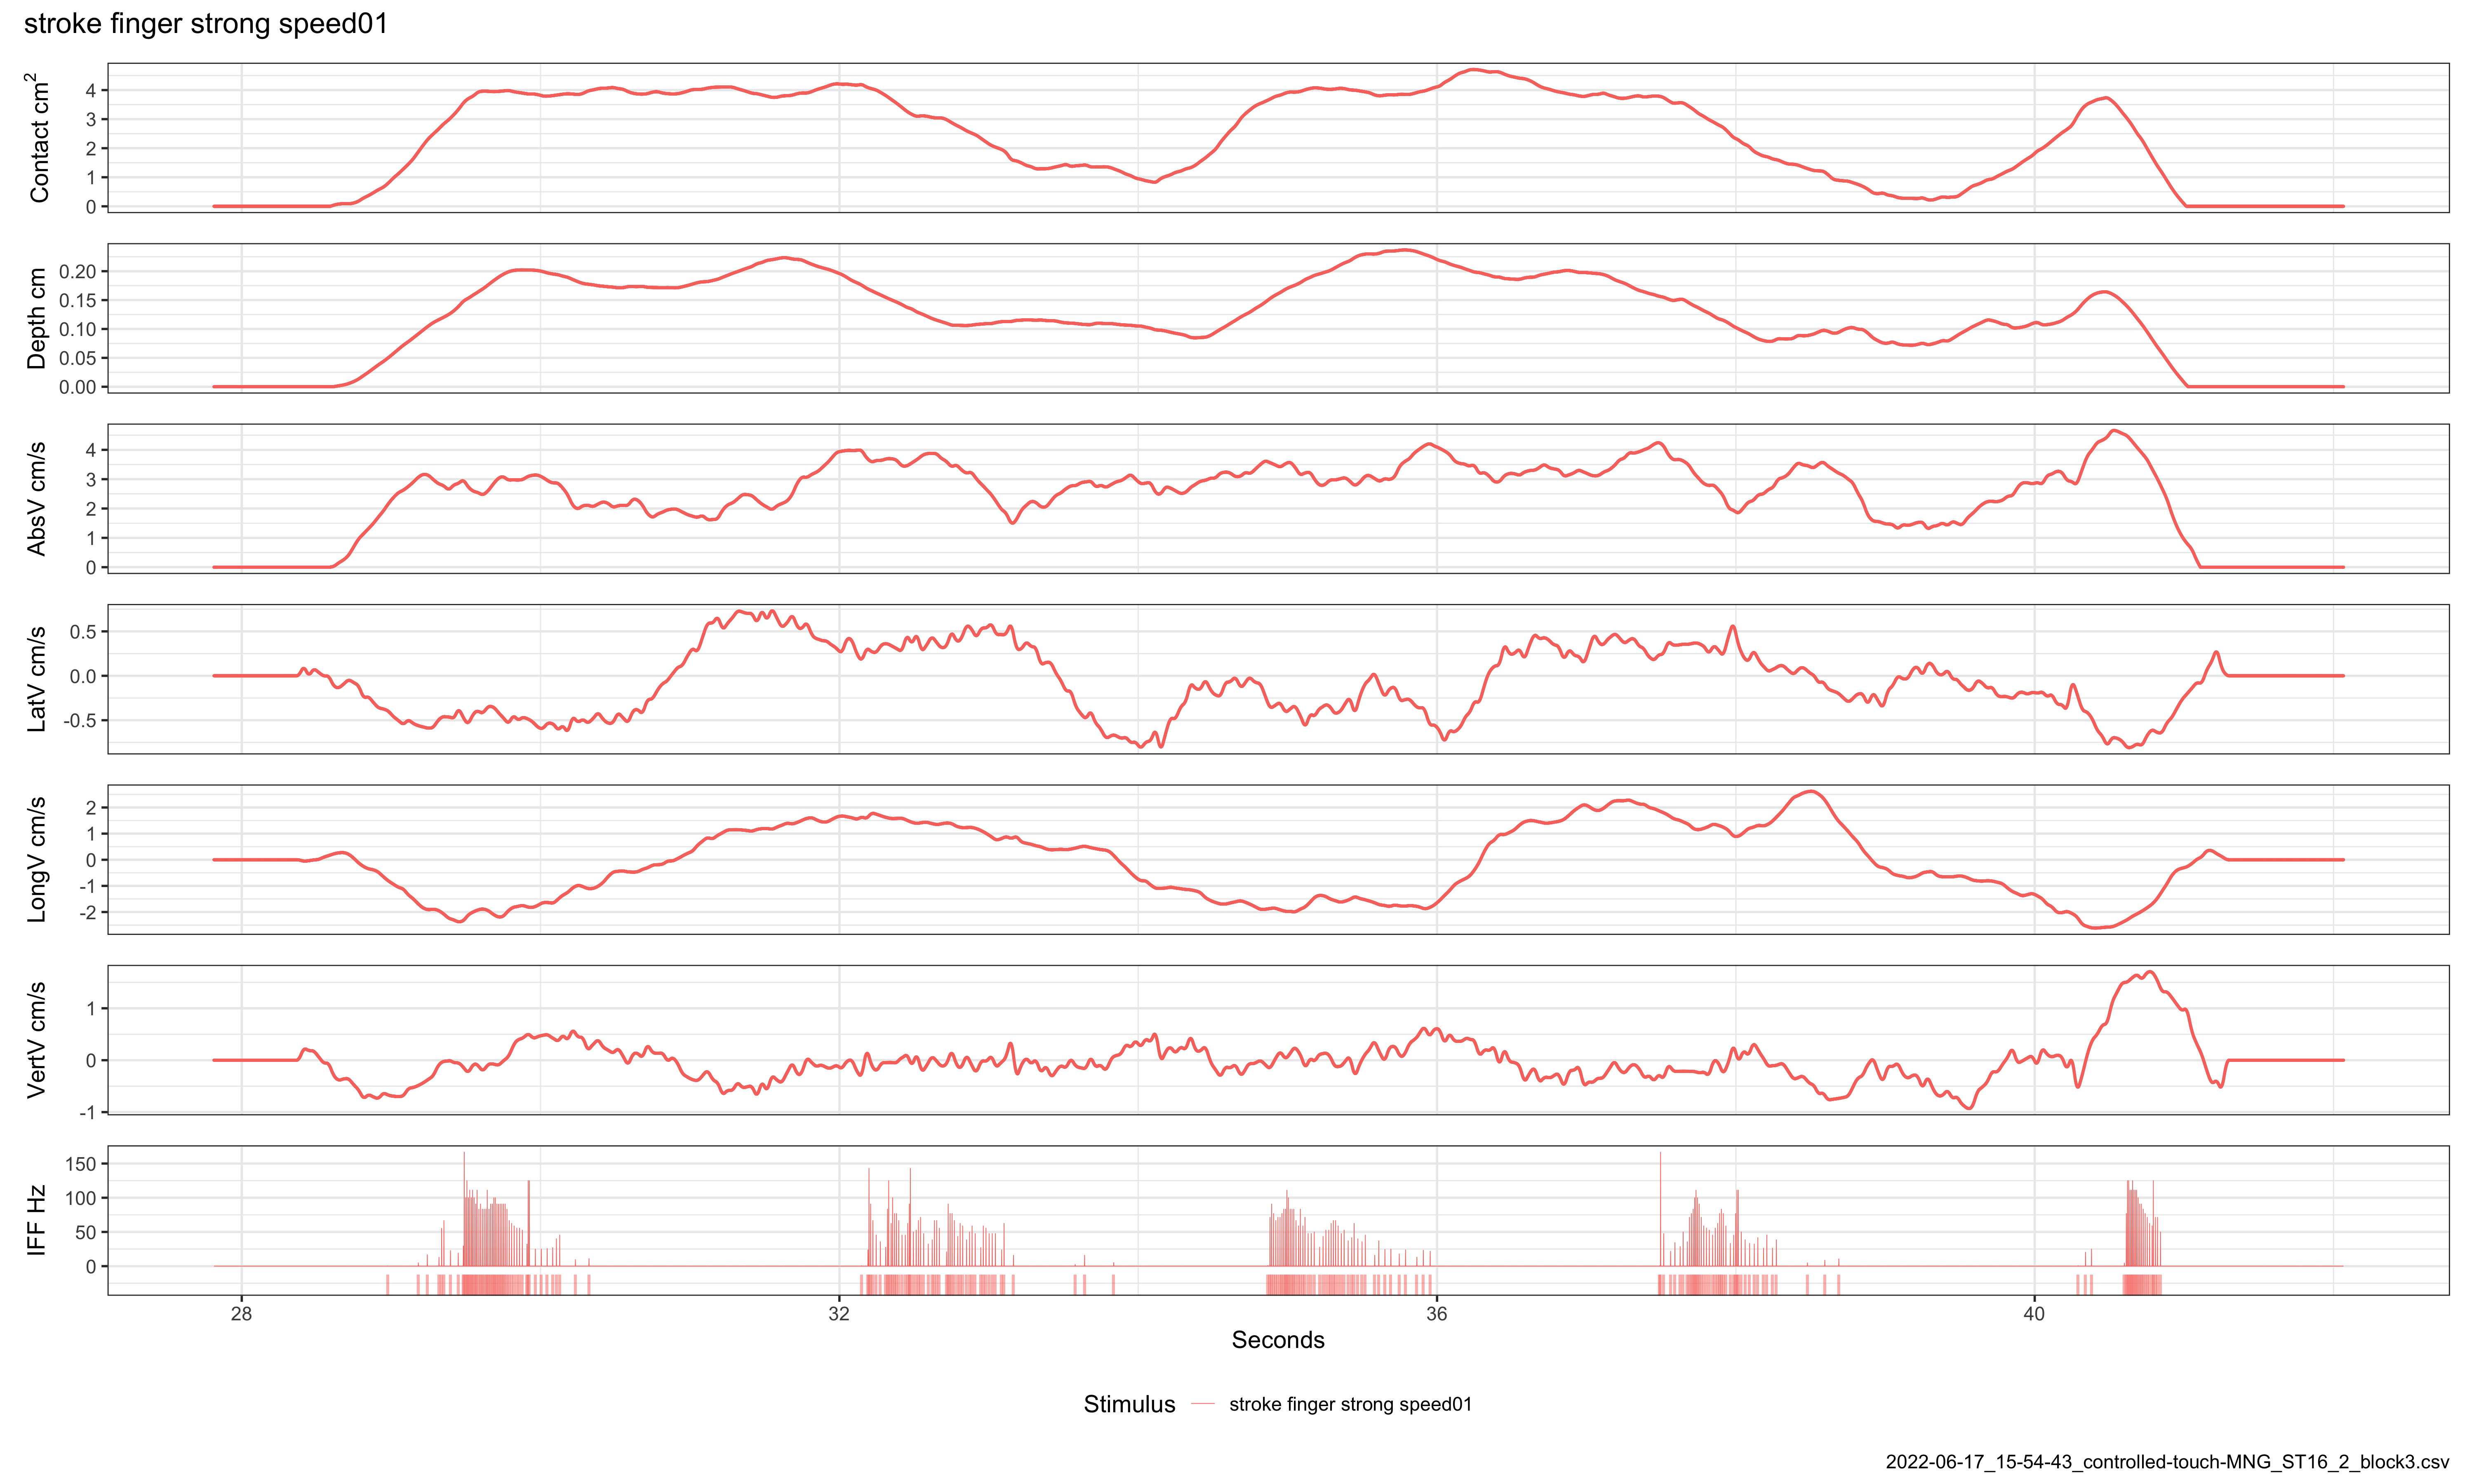 stroke finger strong speed01
Contact cm²
4
3
2
1
0
Depth cm
0.20
0.15
0.10
0.05
0.00
AbsV cm/s
4
3
2
1
0
LatV cm/s
0.5
0.0
-0.5
LongV cm/s
2
1
0
-1
-2
VertV cm/s
1
0
-1
IFF Hz
150
100
50
0
28 32 36 40
Seconds
Stimulus stroke finger strong speed01
2022-06-17_15-54-43_controlled-touch-MNG_ST16_2_block3.csv